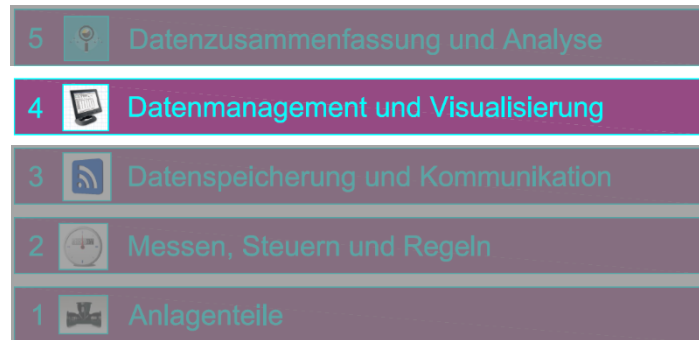 5 Datenzusammenfassung und Analyse
4 Datenmanagement und Visualisierung
3 Datenspeicherung und Kommunikation
2 Messen, Steuern und Regeln
1 Anlagenteile